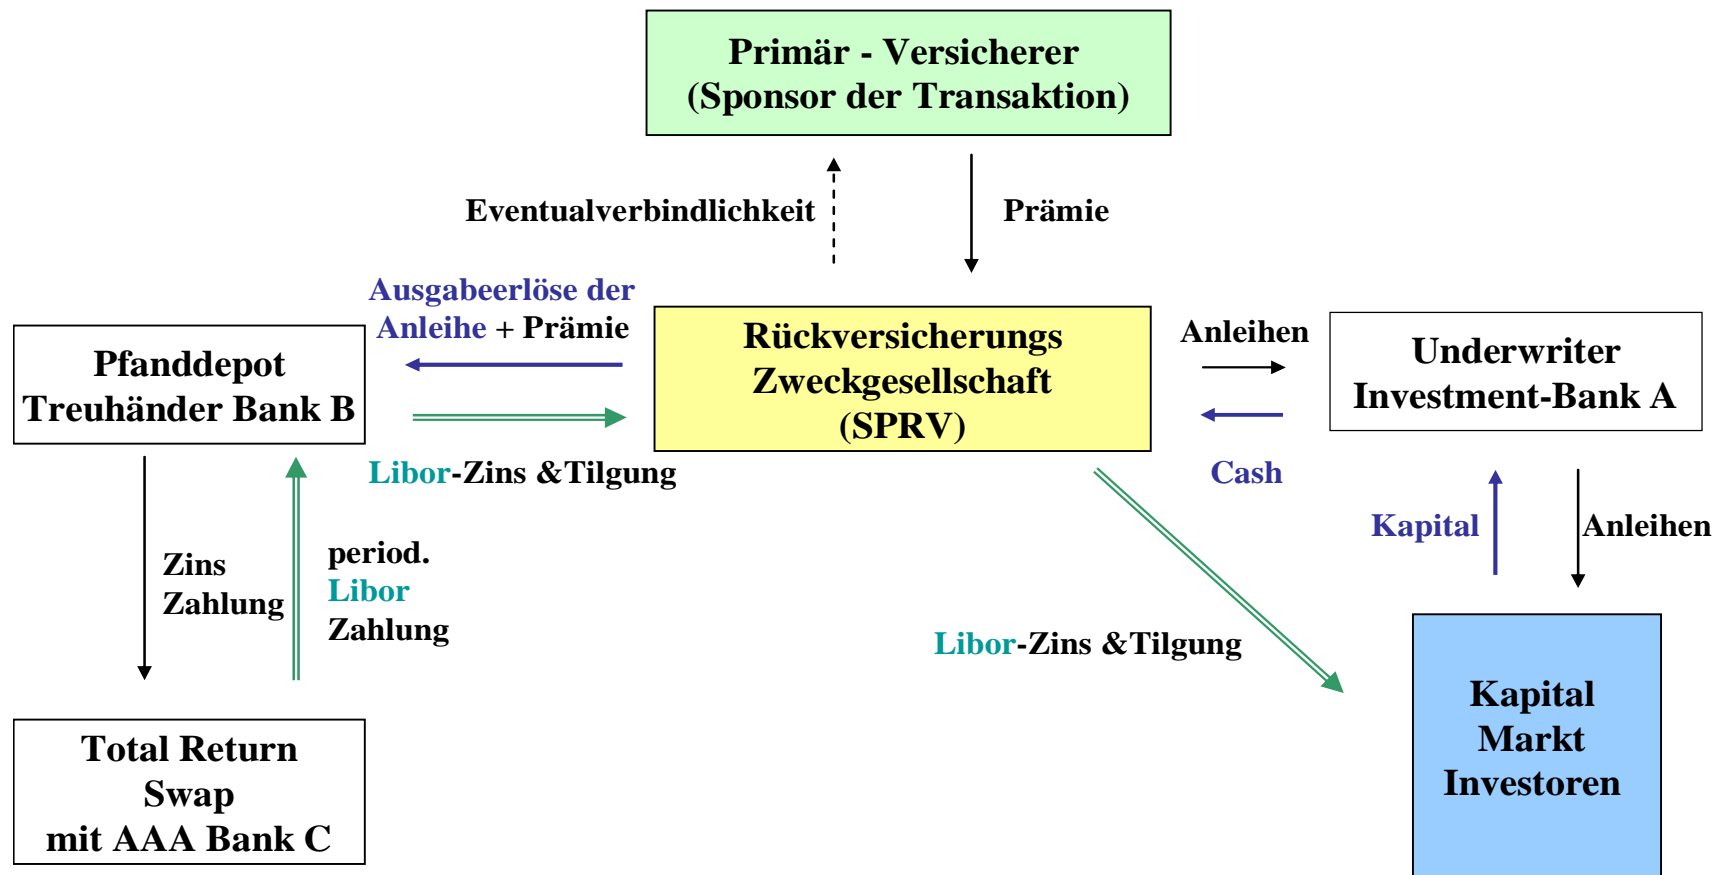 Primär - Versicherer
(Sponsor der Transaktion)
Eventualverbindlichkeit
Prämie
Ausgabeerlöse der
Anleihe + Prämie
Pfanddepot
Treuhänder Bank B
Rückversicherungs
Zweckgesellschaft
(SPRV)
Anleihen
Underwriter
Investment-Bank A
Libor-Zins &Tilgung
Cash
Kapital
Anleihen
Zins
Zahlung
period.
Libor
Zahlung
Libor-Zins &Tilgung
Total Return
Swap
mit AAA Bank C
Kapital
Markt
Investoren